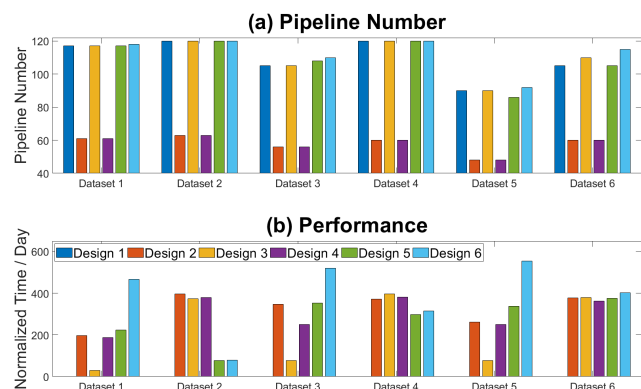 (a) Pipeline Number
Pipeline Number
120
100
80
60
40
Dataset 1 Dataset 2 Dataset 3 Dataset 4 Dataset 5 Dataset 6
(b) Performance
Normalized Time / Day
600
400
200
0
Design 1 Design 2 Design 3 Design 4 Design 5 Design 6
Dataset 1 Dataset 2 Dataset 3 Dataset 4 Dataset 5 Dataset 6